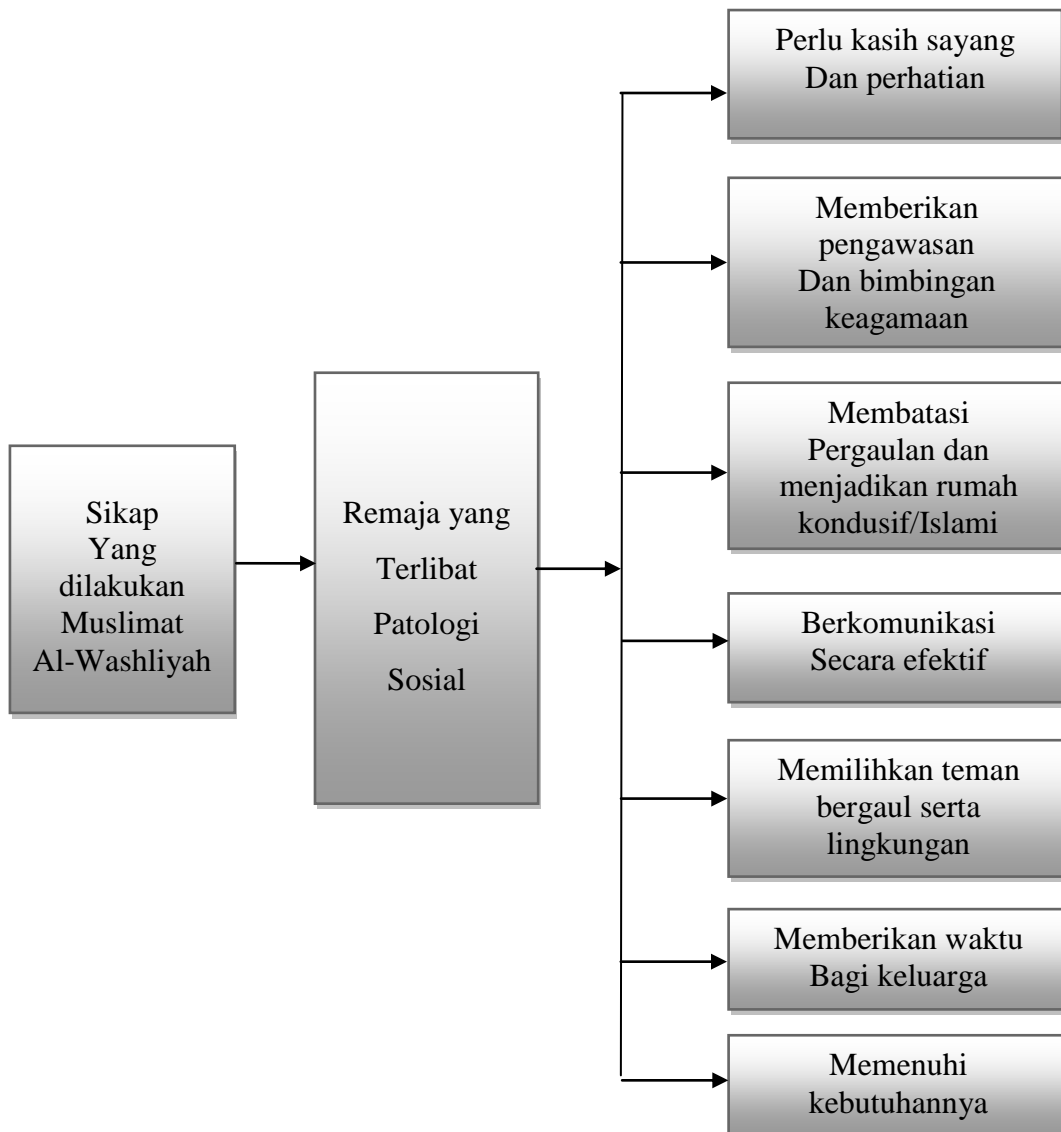 Sikap
Yang
dilakukan
Muslimat
Al-Washliyah
Remaja yang
Terlibat
Patologi
Sosial
Perlu kasih sayang
Dan perhatian
Memberikan
pengawasan
Dan bimbingan
keagamaan
Membatasi
Pergaulan dan
menjadikan rumah
kondusif/Islami
Berkomunikasi
Secara efektif
Memilihkan teman
bergaul serta
lingkungan
Memberikan waktu
Bagi keluarga
Memenuhi
kebutuhannya